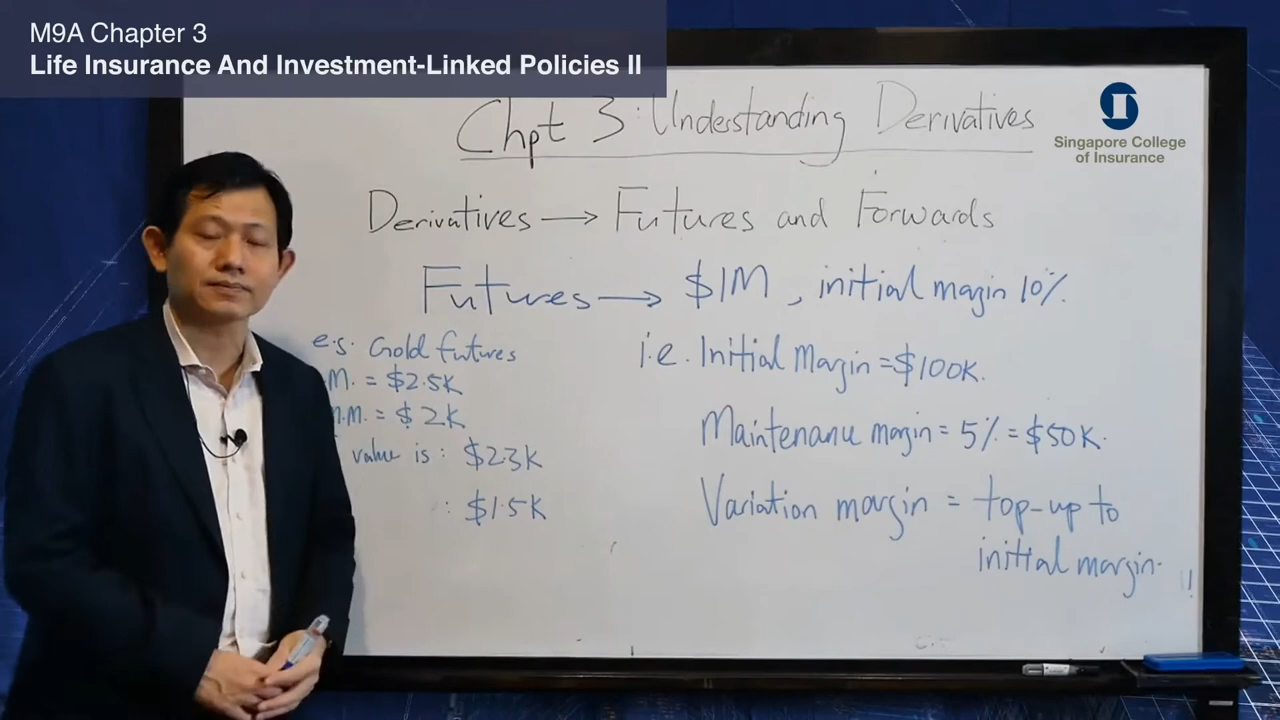 M9A Chapter 3
Life Insurance And Investment-Linked Policies II
Singapore College
of Insurance
Chpt 3: Understanding Derivatives
Derivatives → Futures and Forwards
Futures → $1M, initial margin 10%.
e.g. Gold futures
M. = $2.5K
M.M. = $2K
value is: $2.3K
: $1.5K
i.e. Initial Margin = $100K.
Maintenance margin = 5% = $50K.
Variation margin = top-up to
initial margin.